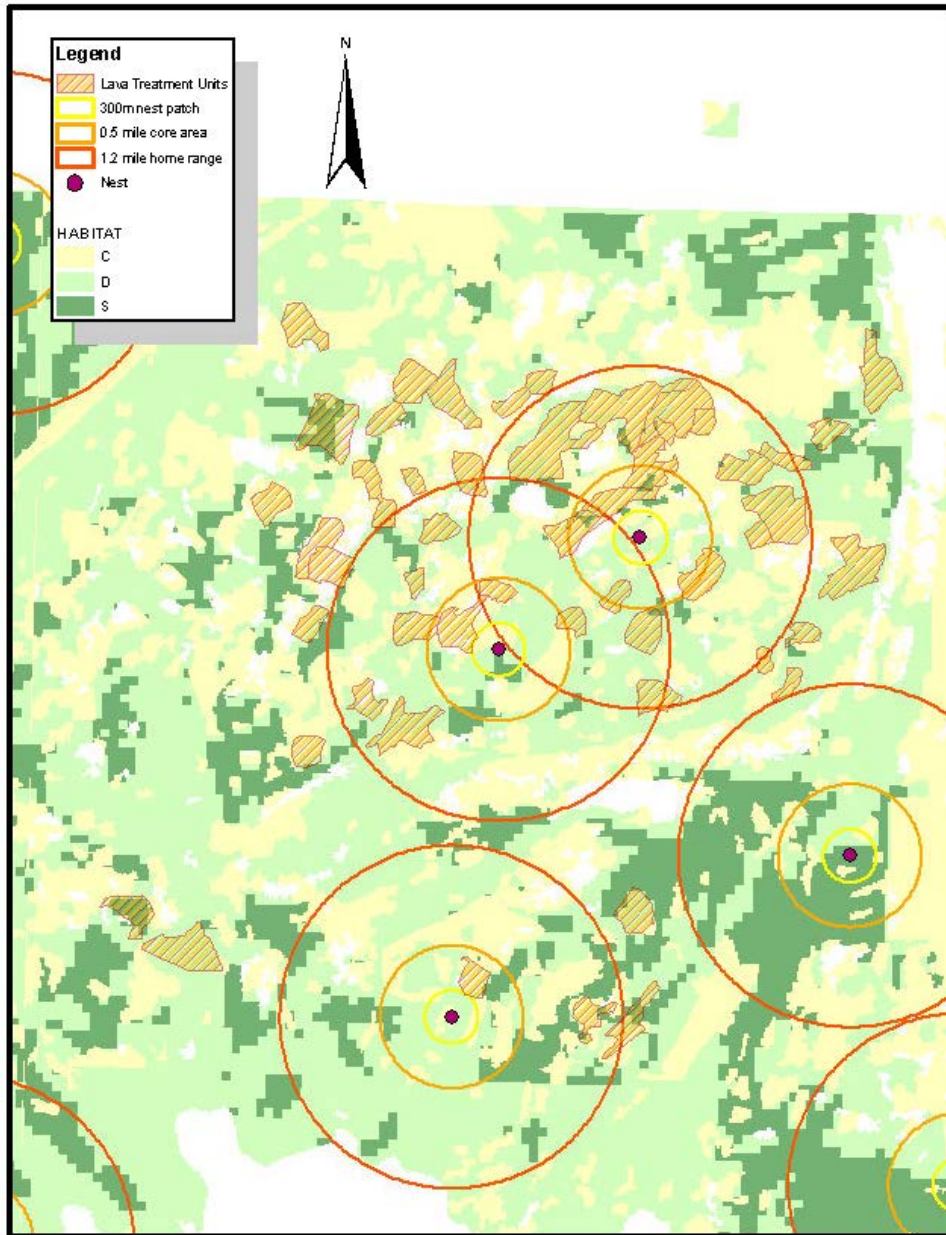 Legend
Lava Treatment Units
300m nest patch
0.5 mile core area
1.2 mile home range
Nest
HABITAT
C
D
S
N